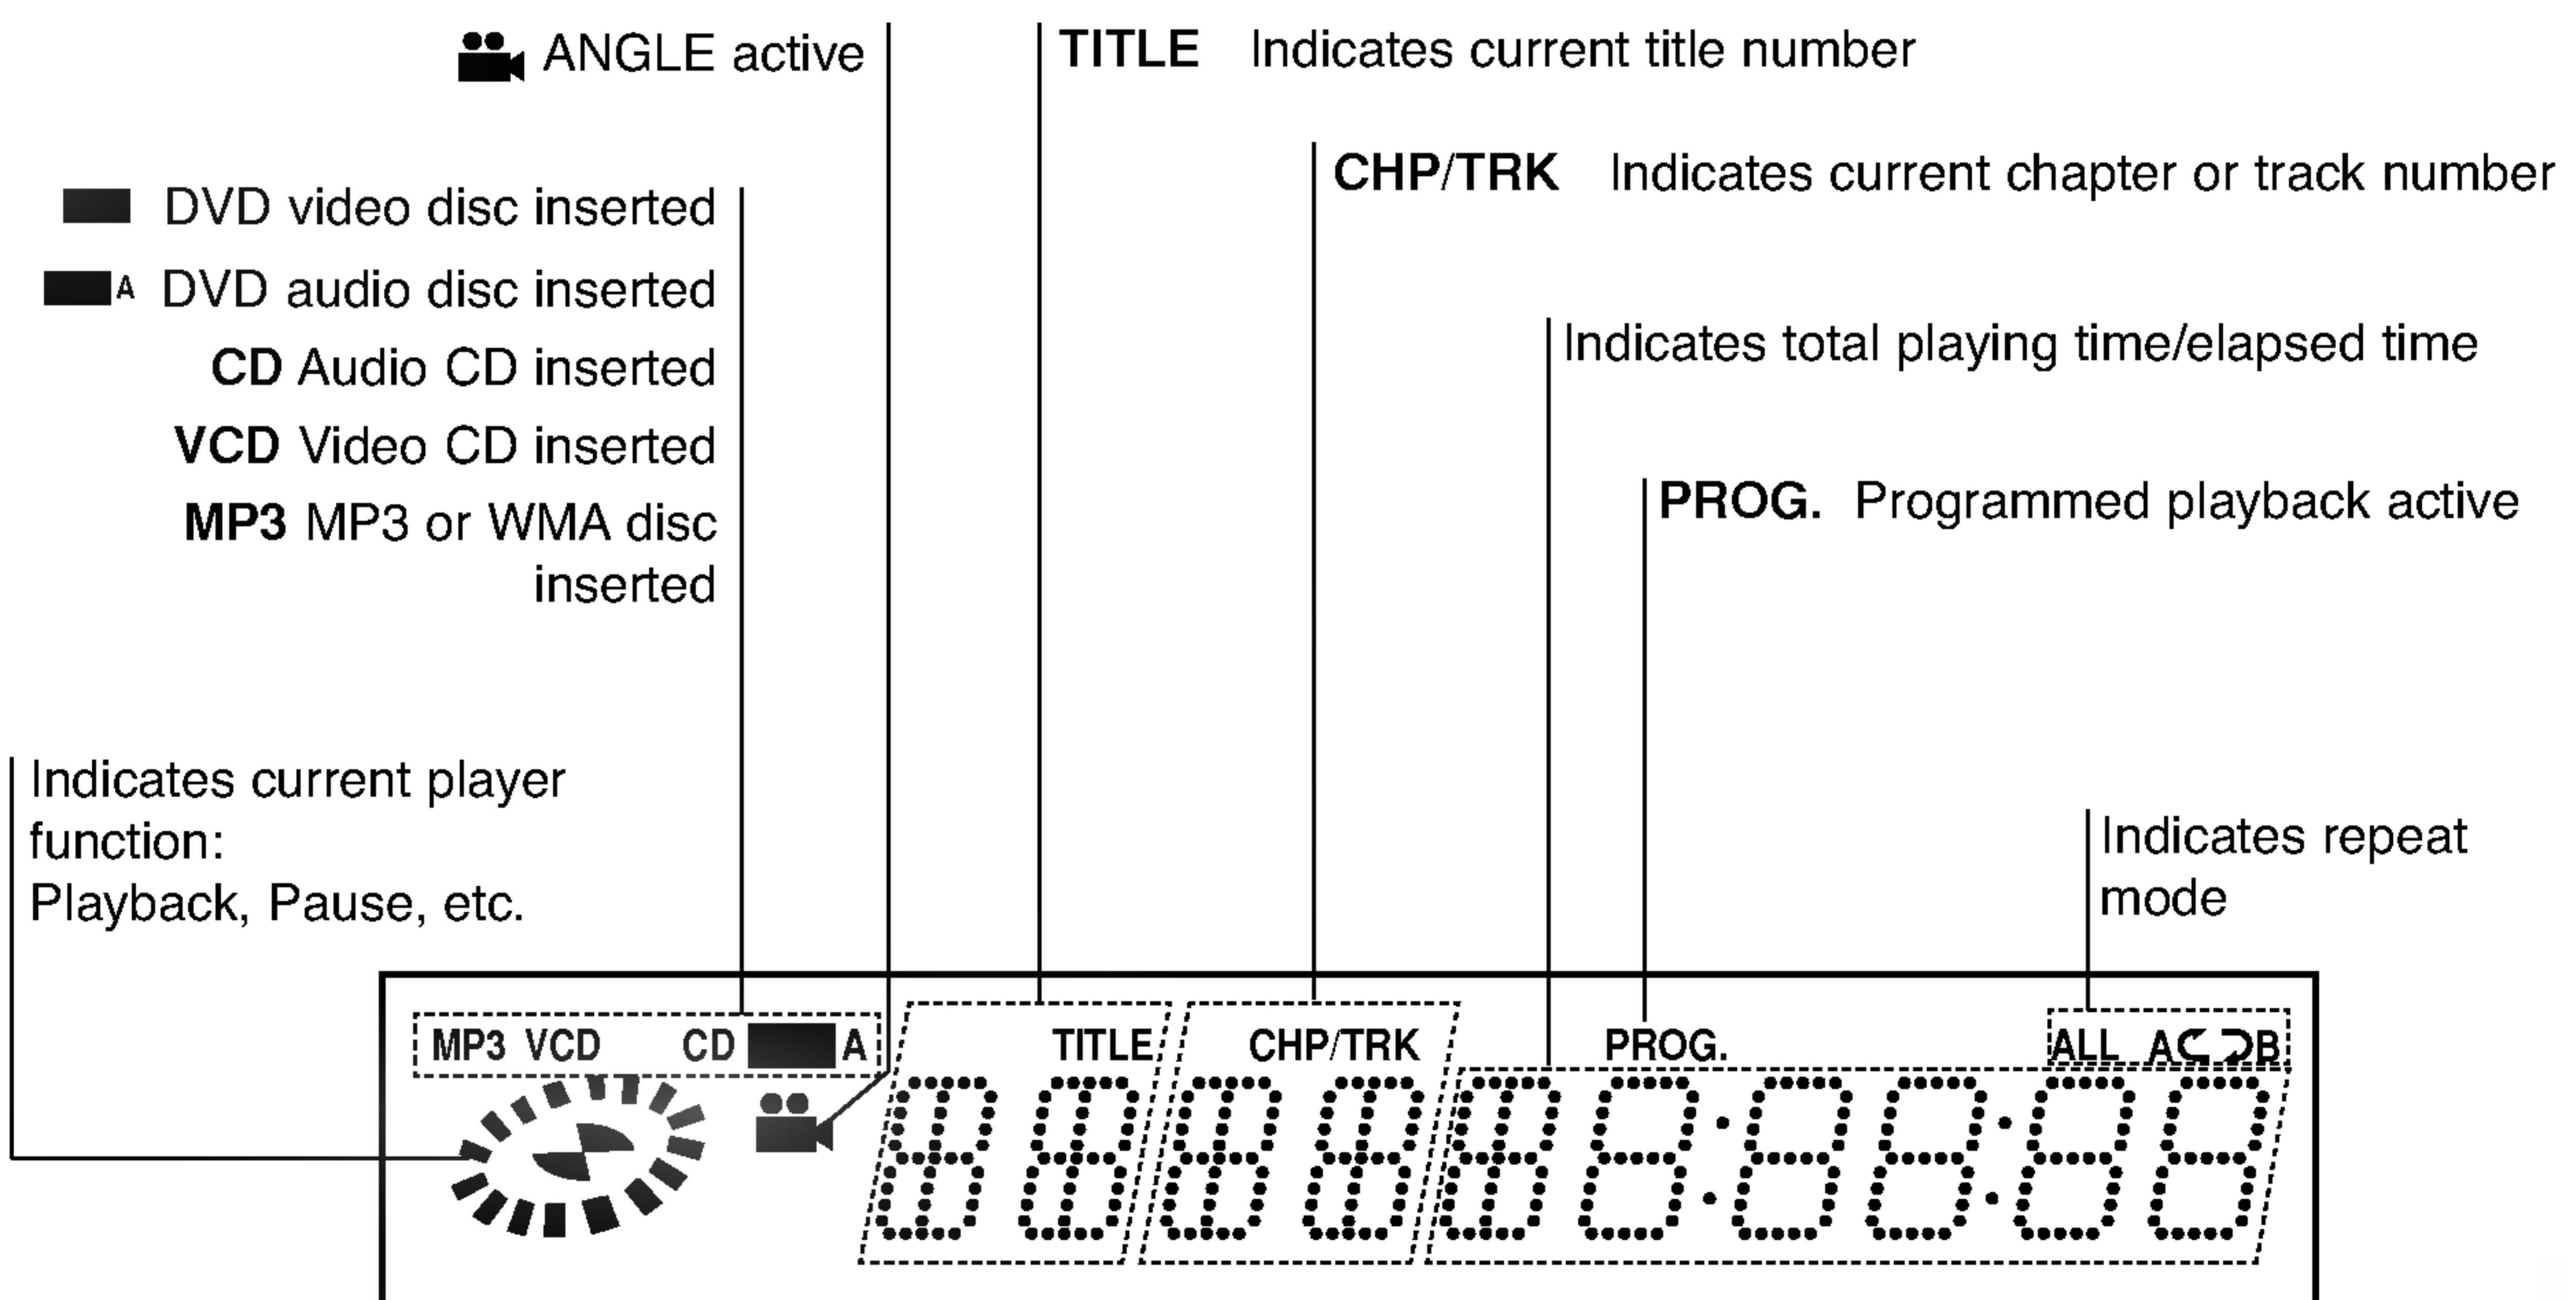 ANGLE active
TITLE Indicates current title number
CHP/TRK Indicates current chapter or track number
DVD video disc inserted
A DVD audio disc inserted
CD Audio CD inserted
VCD Video CD inserted
MP3 MP3 or WMA disc
inserted
Indicates total playing time/elapsed time
PROG. Programmed playback active
Indicates current player
function:
Playback, Pause, etc.
Indicates repeat
mode
MP3 VCD CD A TITLE CHP/TRK PROG. ALL A B